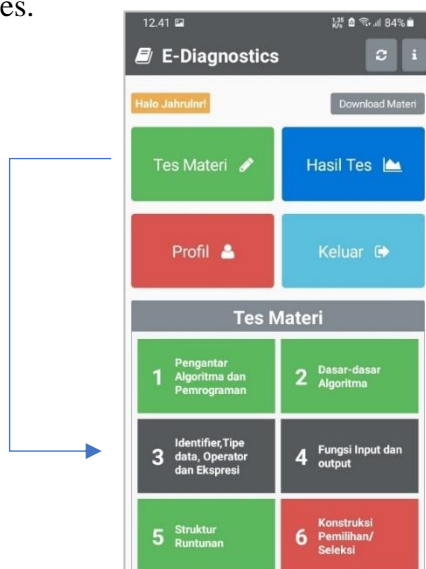 es.
12.41 84%
E-Diagnostics
Halo Jahrulnr! Download Materi
Tes Materi Hasil Tes
Profil Keluar
Tes Materi
1 Pengantar
Algoritma dan
Pemrograman
2 Dasar-dasar
Algoritma
3 Identifier,Tipe
data, Operator
dan Ekspresi
4 Fungsi Input dan
output
5 Struktur
Runtunan
6 Konstruksi
Pemilihan/
Seleksi